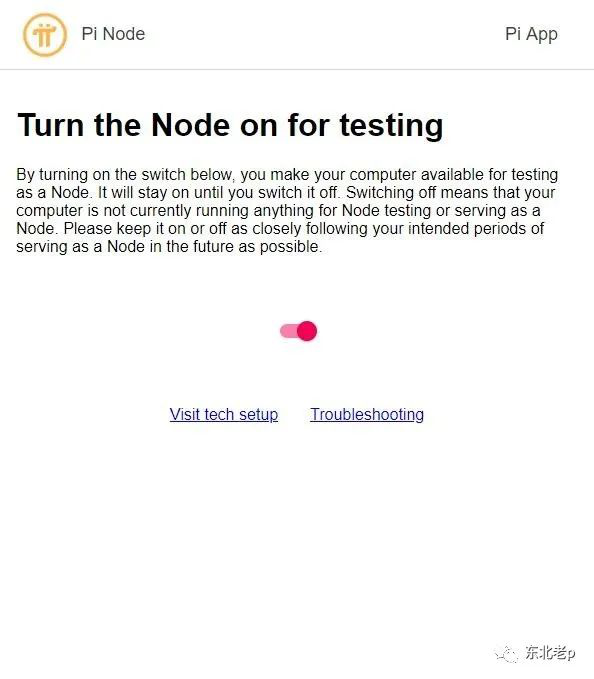 Pi Node
Pi App
Turn the Node on for testing
By turning on the switch below, you make your computer available for testing
as a Node. It will stay on until you switch it off. Switching off means that your
computer is not currently running anything for Node testing or serving as a
Node. Please keep it on or off as closely following your intended periods of
serving as a Node in the future as possible.
Visit tech setup
Troubleshooting
东北老p